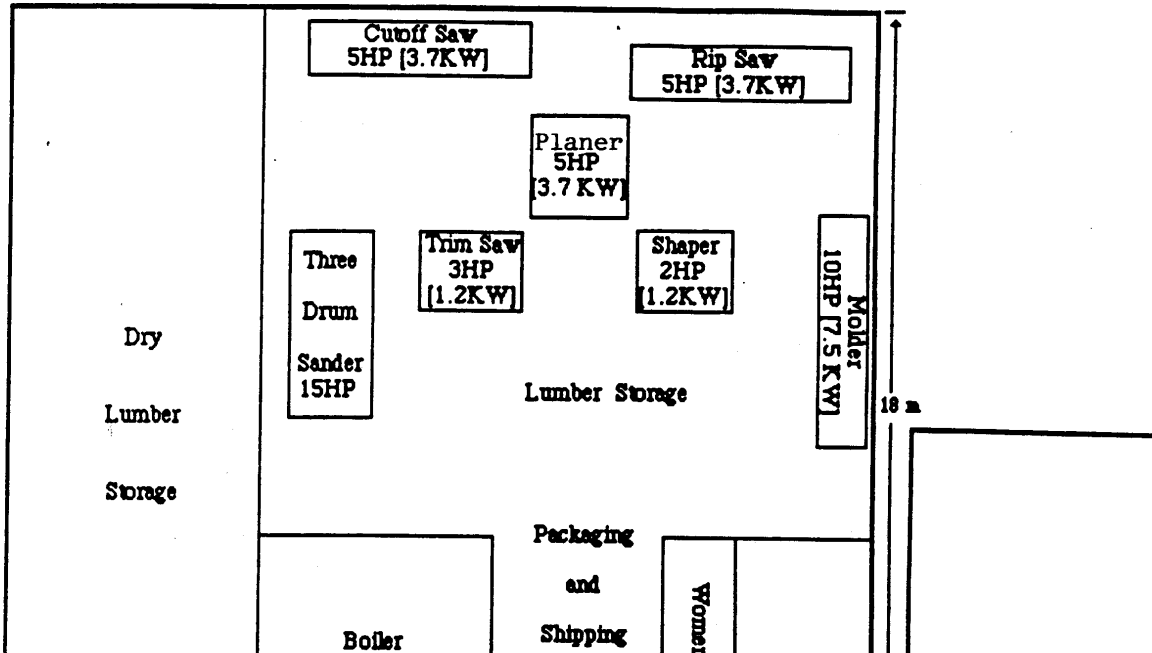 Cutoff Saw
5HP [3.7KW]
Rip Saw
5HP [3.7KW]
Planer
5HP
[3.7 KW]
Three
Drum
Sander
15HP
Trim Saw
3HP
[1.2KW]
Shaper
2HP
[1.2KW]
Molder
10HP [7.5 KW]
Dry
Lumber
Storage
Lumber Storage
18 m
Packaging
and
Shipping
Boiler